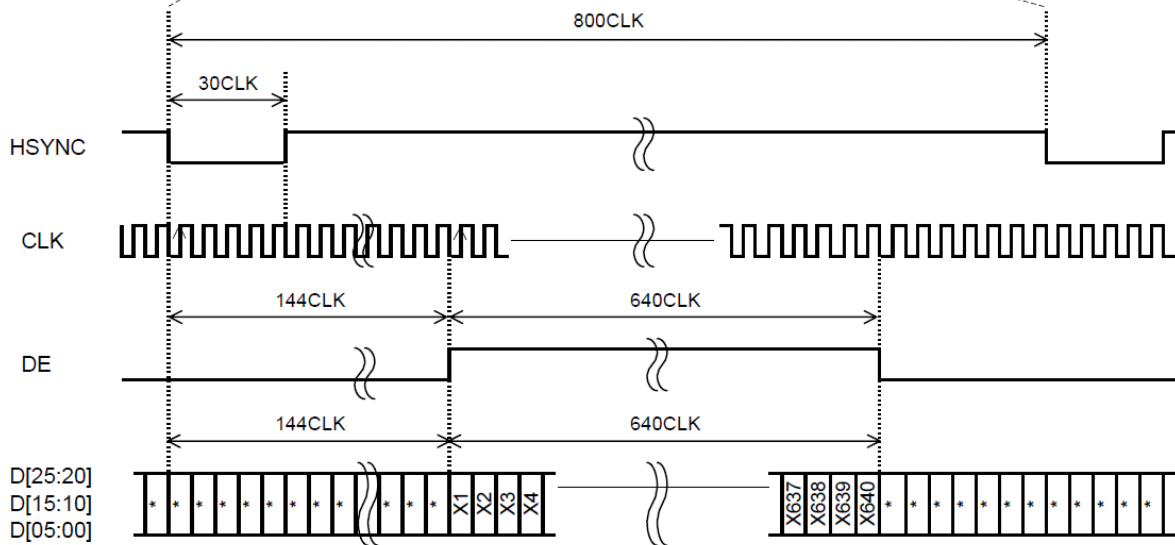 800CLK
30CLK
HSYNC
CLK
144CLK 640CLK
DE
144CLK 640CLK
D[25:20]
D[15:10]
D[05:00]
* * * * * * * * * * * * X1 X2 X3 X4 X637 X638 X639 X640 * * * * * * * * * * * *